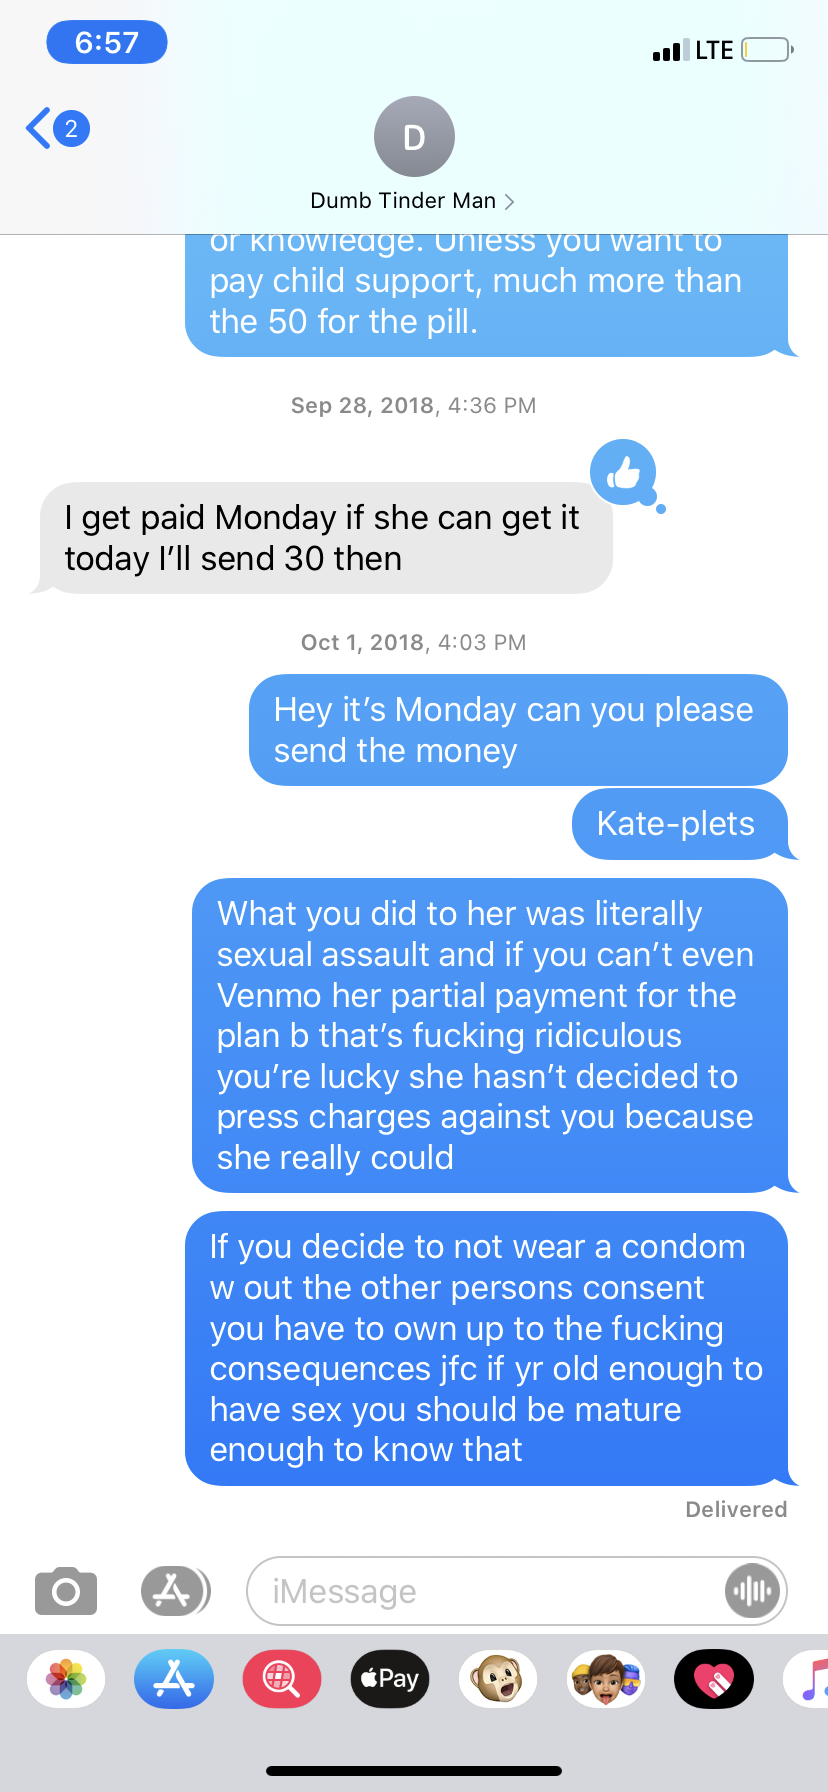 6:57
LTE
2
D
Dumb Tinder Man
or knowledge. Unless you want to
pay child support, much more than
the 50 for the pill.
Sep 28, 2018, 4:36 PM
I get paid Monday if she can get it
today I'll send 30 then
Oct 1, 2018, 4:03 PM
Hey it's Monday can you please
send the money
Kate-plets
What you did to her was literally
sexual assault and if you can't even
Venmo her partial payment for the
plan b that's fucking ridiculous
you're lucky she hasn't decided to
press charges against you because
she really could
If you decide to not wear a condom
w out the other persons consent
you have to own up to the fucking
consequences jfc if yr old enough to
have sex you should be mature
enough to know that
Delivered
iMessage
Pay